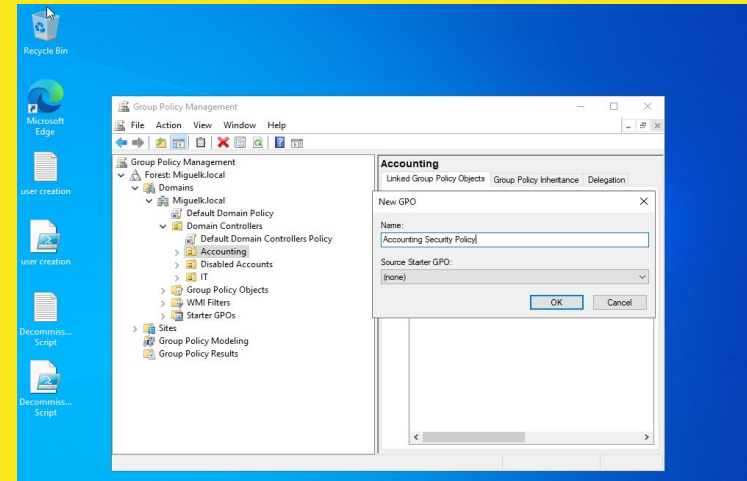 Recycle Bin
Microsoft
Edge
user creation
user creation
Decommiss...
Script
Decommiss...
Script
Group Policy Management
File Action View Window Help
Group Policy Management
Forest: Miguelk.local
Domains
Miguelk.local
Default Domain Policy
Domain Controllers
Default Domain Controllers Policy
Accounting
Disabled Accounts
IT
Group Policy Objects
WMI Filters
Starter GPOs
Sites
Group Policy Modeling
Group Policy Results
Accounting
Linked Group Policy Objects Group Policy Inheritance Delegation
New GPO
Name:
Accounting Security Policy
Source Starter GPO:
(none)
OK Cancel